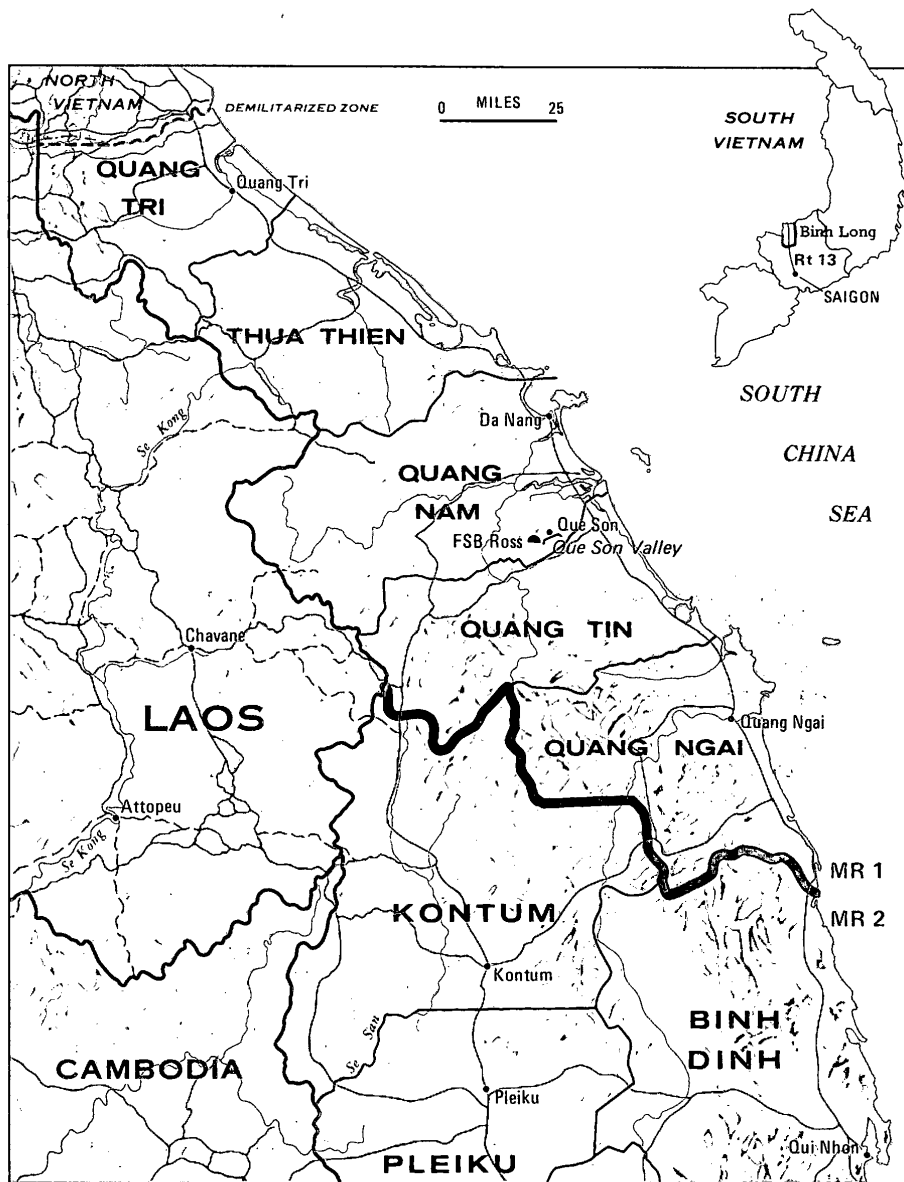 NORTH
VIETNAM
DEMILITARIZED ZONE
0 MILES 25
SOUTH
VIETNAM
QUANG
TRI
Quang Tri
Binh Long
Rt 13
SAIGON
THUA THIEN
SOUTH
CHINA
SEA
Se Kong
Da Nang
QUANG
NAM
Que Son
FSB Ross
Que Son Valley
QUANG TIN
Chavane
LAOS
Quang Ngai
QUANG NGAI
Attopeu
Se Kong
MR 1
MR 2
KONTUM
Kontum
Se San
BINH
DINH
CAMBODIA
Pleiku
PLEIKU
Qui Nhon